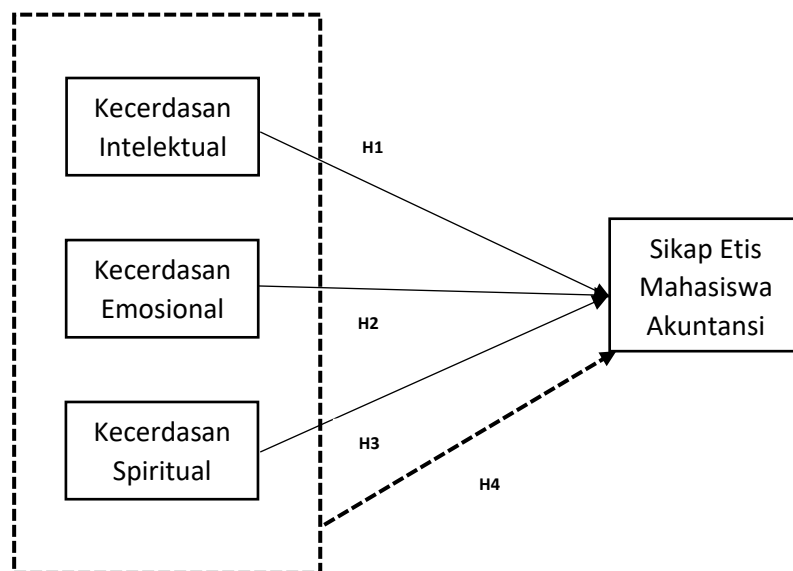 Kecerdasan
Intelektual
H1
Kecerdasan
Emosional
H2
Sikap Etis
Mahasiswa
Akuntansi
Kecerdasan
Spiritual
H3
H4